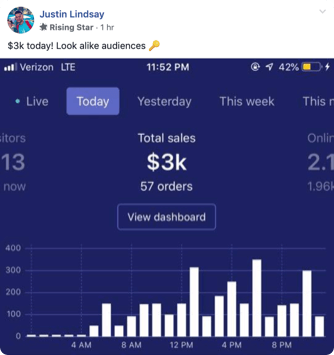 Justin Lindsay
Rising Star · 1 hr
$3k today! Look alike audiences 🔑
Verizon LTE 11:52 PM 42%
Live Today Yesterday This week This
itors Total sales Onlin
13 $3k 2.1
now 57 orders 1.96k
View dashboard
400
300
200
100
0
4 AM 8 AM 12 PM 4 PM 8 PM